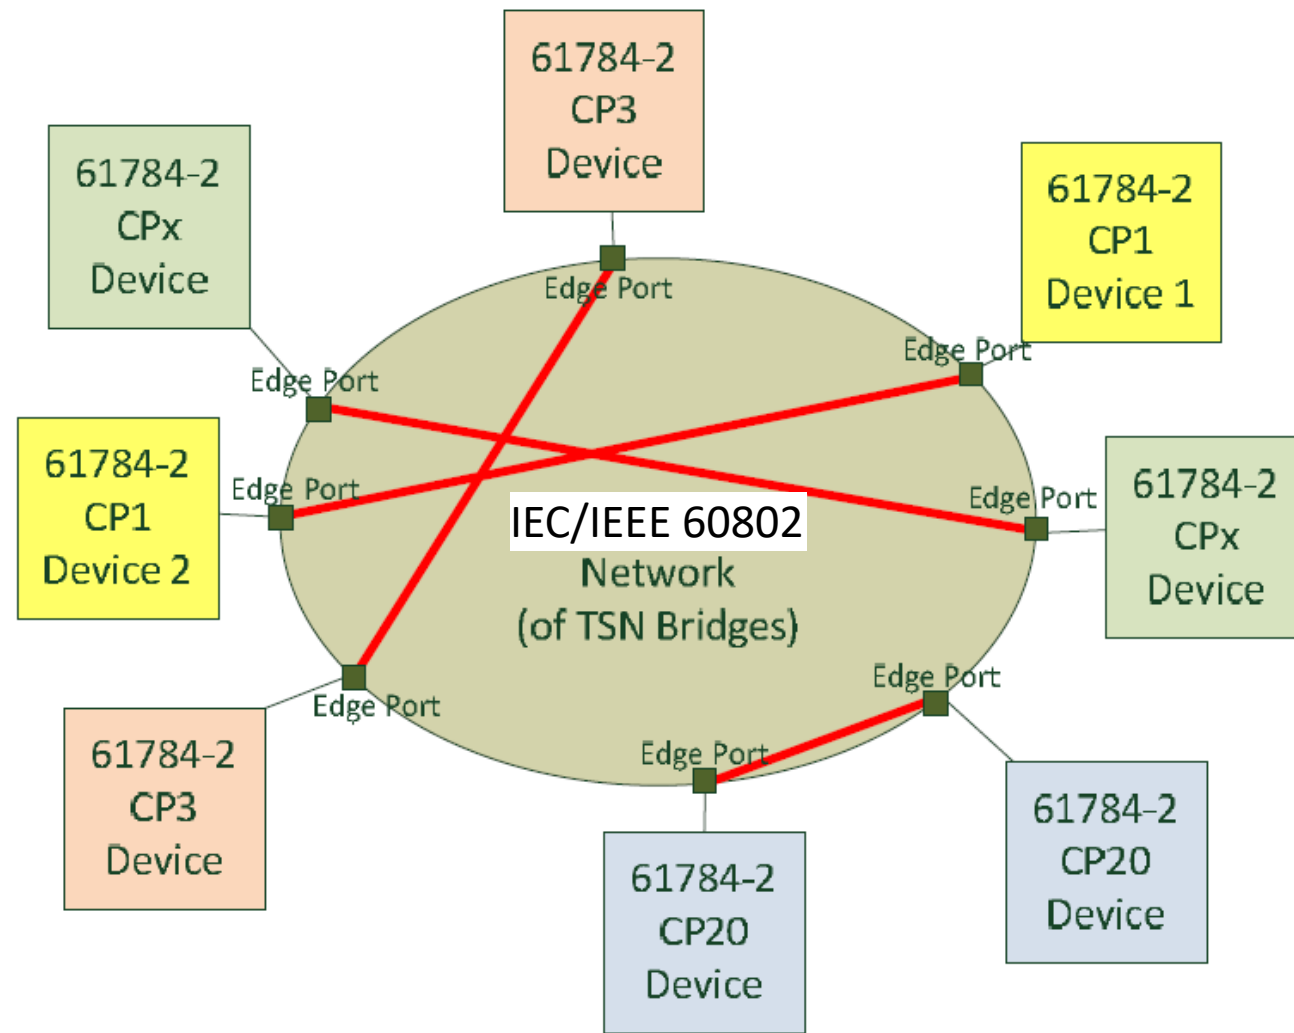 61784-2
CP3
Device
61784-2
CPx
Device
61784-2
CP1
Device 1
Edge Port
Edge Port
Edge Port
61784-2
CP1
Device 2
Edge Port
Edge Port
61784-2
CPx
Device
IEC/IEEE 60802
Network
(of TSN Bridges)
Edge Port
Edge Port
Edge Port
61784-2
CP3
Device
61784-2
CP20
Device
61784-2
CP20
Device